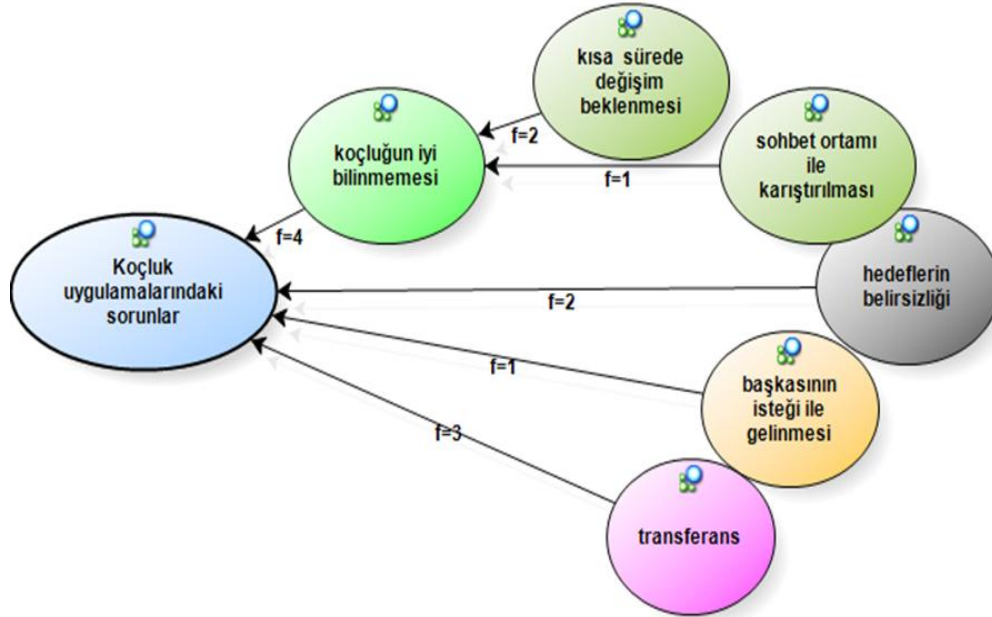 kısa sürede
değişim
beklenmesi
f=2
koçluğun iyi
bilinmemesi
sohbet ortamı
ile
karıştırılması
f=1
f=4
Koçluk
uygulamalarındaki
sorunlar
hedeflerin
belirsizliği
f=2
f=1
başkasının
isteği ile
gelinmesi
f=3
transferans